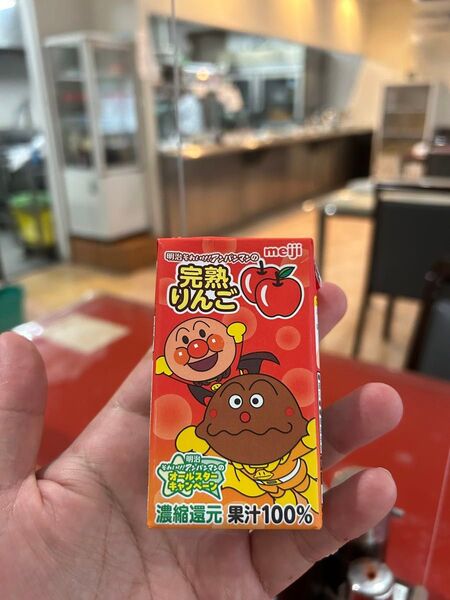 明治 それいけ!アンパンマンの
meiji
完熟
りんご
明治
それいけ!アンパンマンの
オールスター
キャンペーン
濃縮還元 果汁100%